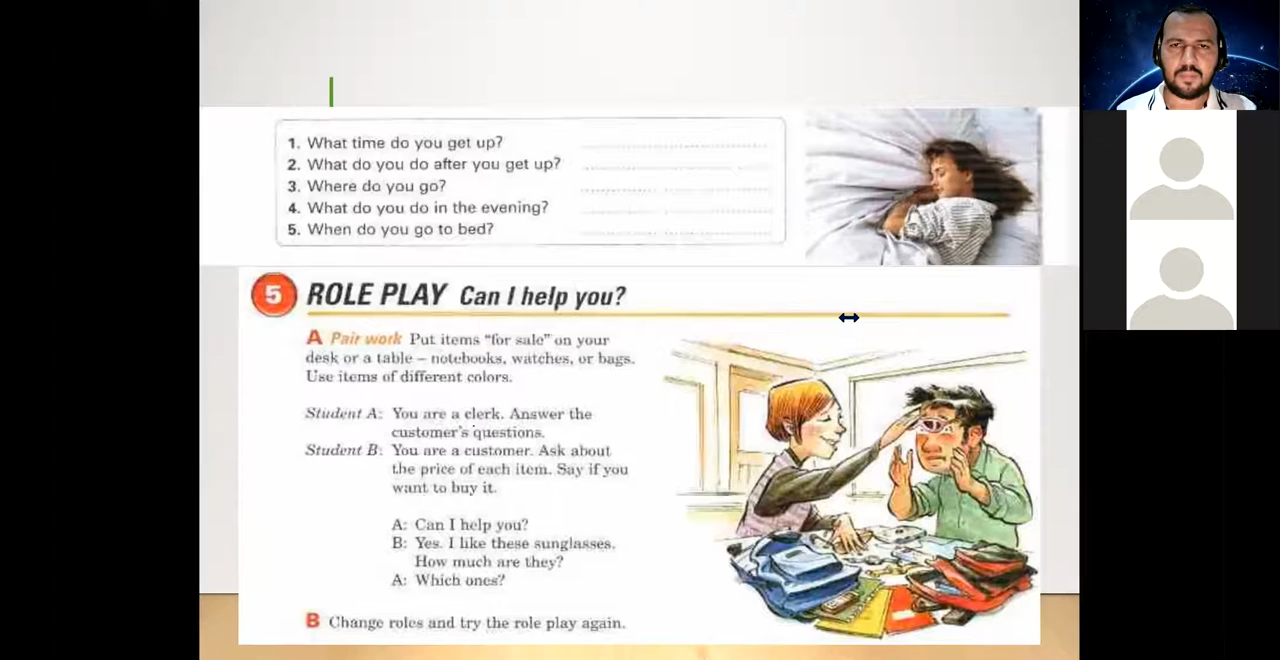 1. What time do you get up?
2. What do you do after you get up?
3. Where do you go?
4. What do you do in the evening?
5. When do you go to bed?
5 ROLE PLAY Can I help you?
A Pair work Put items "for sale" on your
desk or a table – notebooks, watches, or bags.
Use items of different colors.
Student A: You are a clerk. Answer the
customer's questions.
Student B: You are a customer. Ask about
the price of each item. Say if you
want to buy it.
A: Can I help you?
B: Yes. I like these sunglasses.
How much are they?
A: Which ones?
B Change roles and try the role play again.